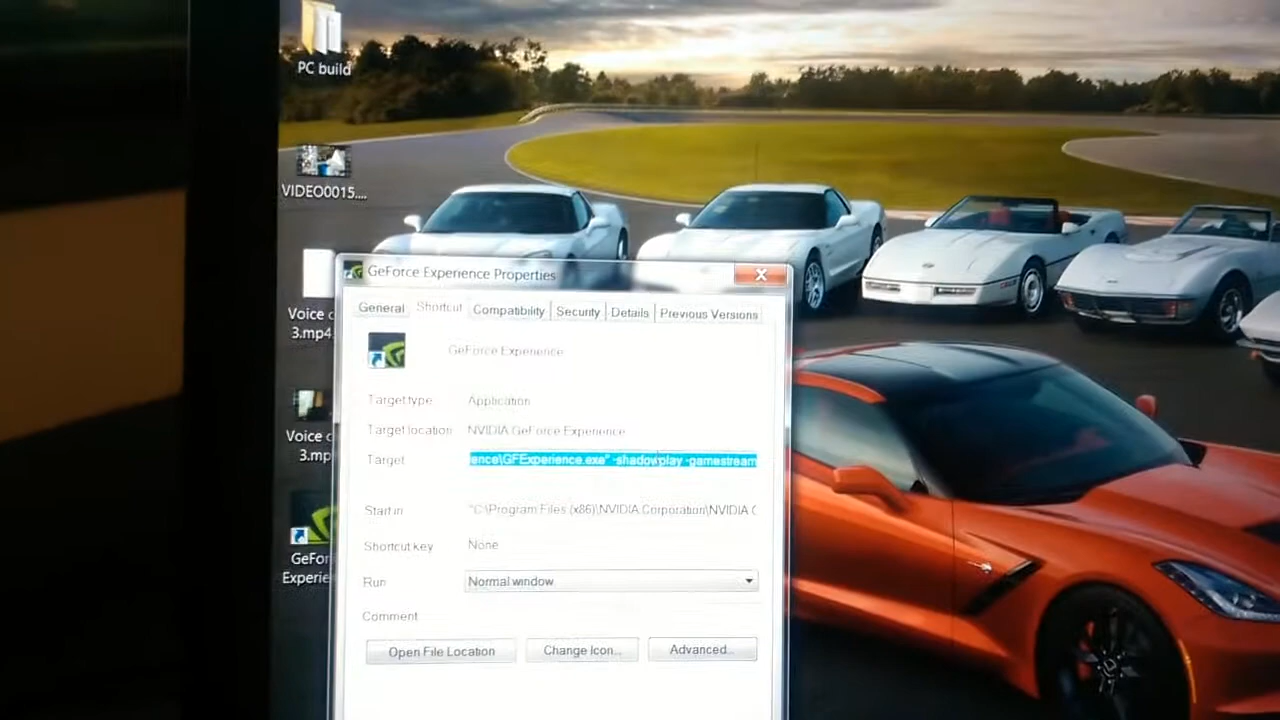 PC build
VIDEO0015....
Voice
3.mp4
Voice
3.mp
GeForce Experience Properties
General Shortcut Compatibility Security Details Previous Versions
GeForce Experience
Target type: Application
Target location: NVIDIA GeForce Experience
Target: ence\GFExperience.exe" -shadowplay -gamestream
Start in: "C:\Program Files (x86)\NVIDIA Corporation\NVIDIA
Shortcut key: None
Run: Normal window
Comment:
Open File Location Change Icon... Advanced...